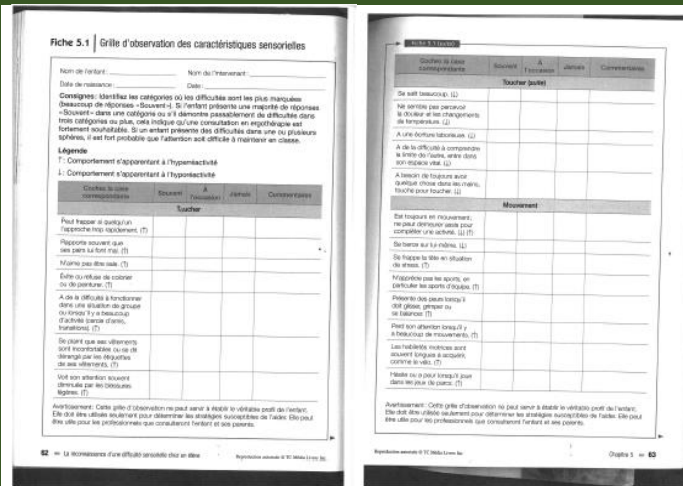 Fiche 5.1 Grille d'observation des caractéristiques sensorielles
Nom de l'enfant : Nom de l'intervenant :
Date de naissance : Date :
Consignes: Identifiez les catégories où les difficultés sont les plus marquées
(beaucoup de réponses «Souvent»). Si l'enfant présente une majorité de réponses
«Souvent» dans une catégorie ou s'il démontre passablement de difficultés dans
trois catégories ou plus, cela indique qu'une consultation en ergothérapie est
fortement souhaitable. Si un enfant présente des difficultés dans une ou plusieurs
sphères, il est fort probable que l'attention soit difficile à maintenir en classe.
Légende
↑ : Comportement s'apparentant à l'hyperréactivité
↓ : Comportement s'apparentant à l'hyporéactivité
Cochez la case
correspondante Souvent À
l'occasion Jamais Commentaires
Toucher
Peut frapper si quelqu'un
l'approche trop rapidement. (↑)
Rapporte souvent que
ses pairs lui font mal. (↑)
N'aime pas être sale. (↑)
Évite ou refuse de colorier
ou de peinturer. (↑)
A de la difficulté à fonctionner
dans une situation de groupe
ou lorsqu'il y a beaucoup
d'activité (cercle d'amis,
transitions). (↑)
Se plaint que ses vêtements
sont inconfortables ou se dit
dérangé par les étiquettes
de ses vêtements. (↑)
Voit son attention souvent
diminuée par les blessures
légères. (↑)
Avertissement: Cette grille d'observation ne peut servir à établir le véritable profil de l'enfant.
Elle doit être utilisée seulement pour déterminer les stratégies susceptibles de l'aider. Elle peut
être utile pour les professionnels que consulteront l'enfant et ses parents.
62 — La reconnaissance d'une difficulté sensorielle chez un élève
Reproduction autorisée © TC Média Livres Inc.
Fiche 5.1 (suite)
Cochez la case
correspondante Souvent À
l'occasion Jamais Commentaires
Toucher (suite)
Se salit beaucoup. (↓)
Ne semble pas percevoir
la douleur et les changements
de température. (↓)
A une écriture laborieuse. (↓)
A de la difficulté à comprendre
la limite de l'autre, entre dans
son espace vital. (↓)
A besoin de toujours avoir
quelque chose dans les mains,
touche pour toucher. (↓)
Mouvement
Est toujours en mouvement;
ne peut demeurer assis pour
compléter une activité. (↓) (↑)
Se berce sur lui-même. (↓)
Se frappe la tête en situation
de stress. (↑)
N'apprécie pas les sports, en
particulier les sports d'équipe. (↑)
Présente des peurs lorsqu'il
doit glisser, grimper ou
se balancer. (↑)
Perd son attention lorsqu'il y
a beaucoup de mouvements. (↑)
Les habiletés motrices sont
souvent longues à acquérir,
comme le vélo. (↑)
Hésite ou a peur lorsqu'il joue
dans les jeux de parcs. (↑)
Avertissement: Cette grille d'observation ne peut servir à établir le véritable profil de l'enfant.
Elle doit être utilisée seulement pour déterminer les stratégies susceptibles de l'aider. Elle peut
être utile pour les professionnels que consulteront l'enfant et ses parents.
Reproduction autorisée © TC Média Livres Inc.
Chapitre 5 — 63